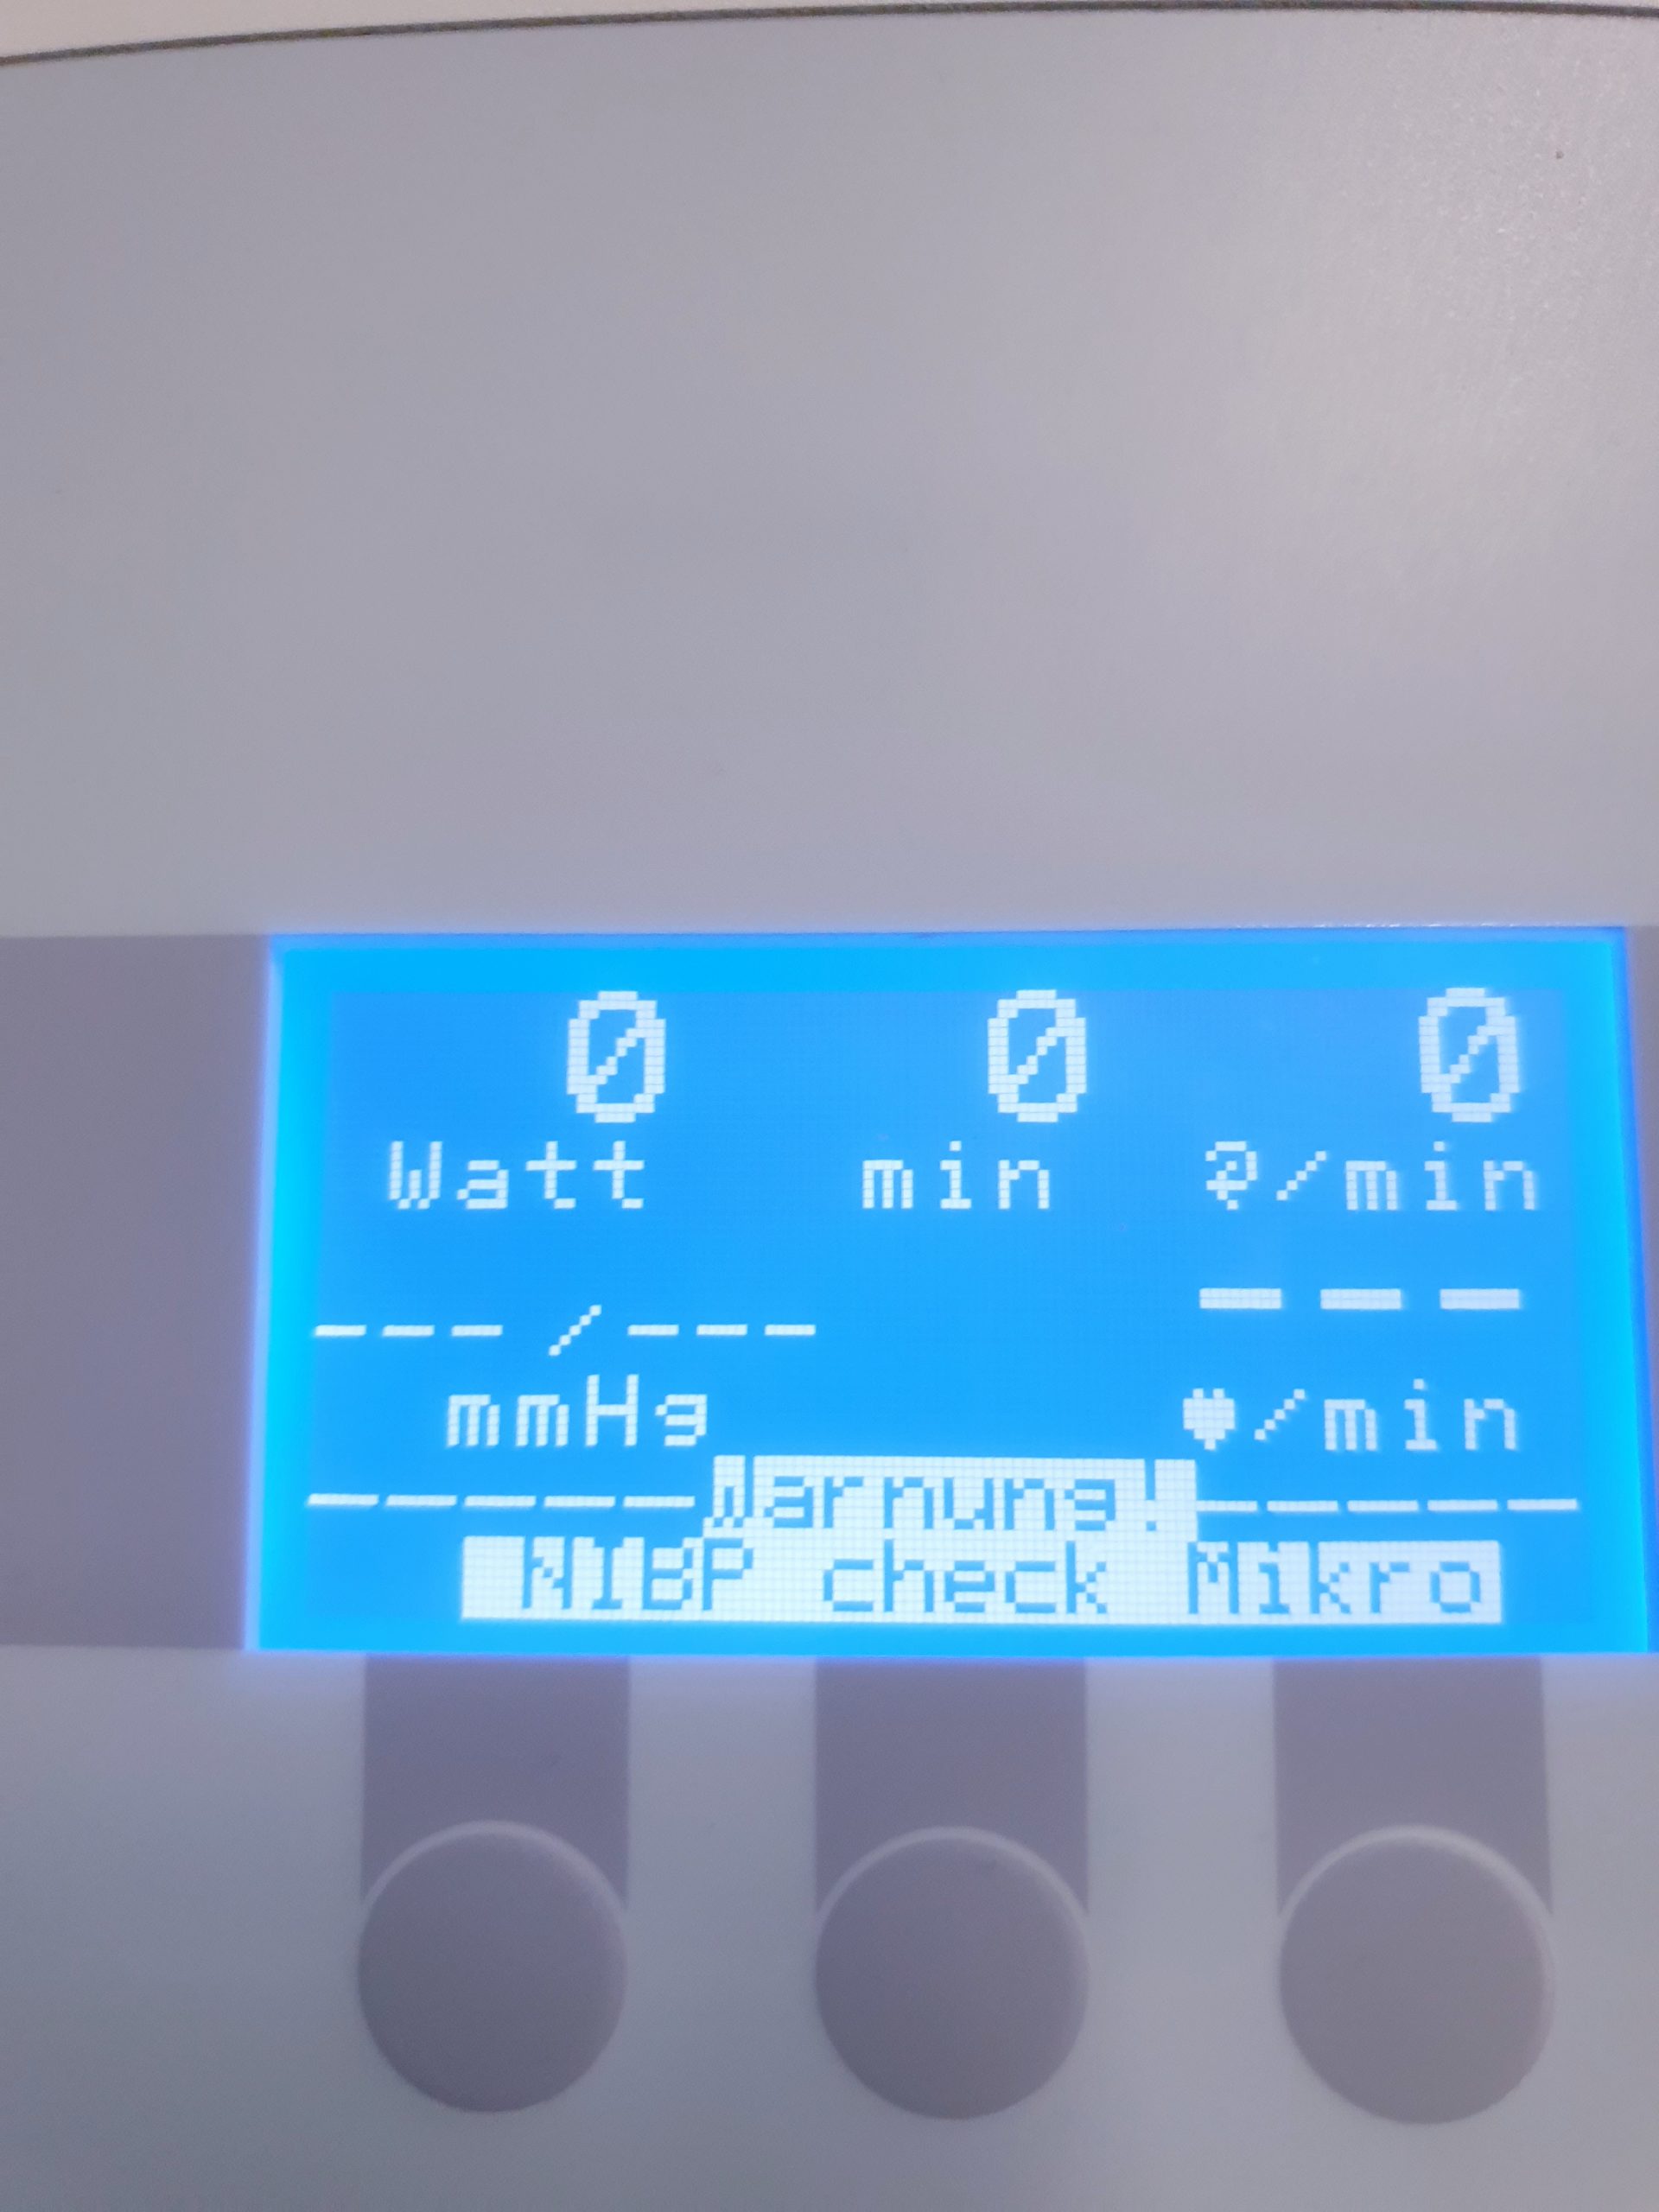 0 0 0
Watt min /min
---/--- ---
mmHg ♥/min
-----Warnung!-----
NIBP check Mikro